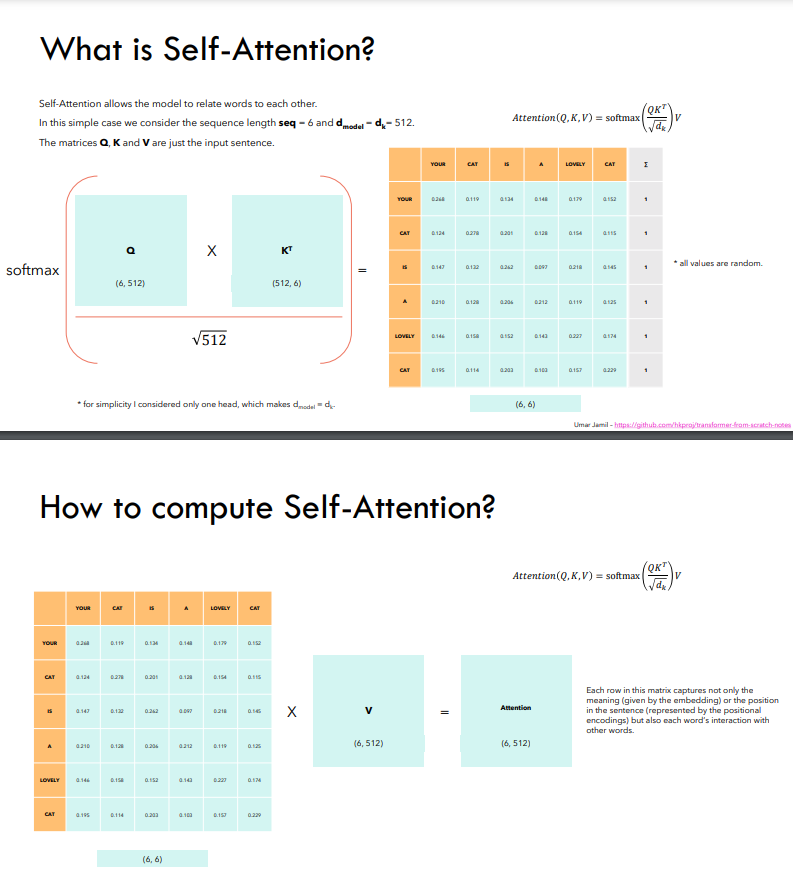 What is Self-Attention?
Self-Attention allows the model to relate words to each other.
In this simple case we consider the sequence length seq = 6 and d_model = d_k = 512.
The matrices Q, K and V are just the input sentence.
Attention(Q, K, V) = softmax(QK^T / √d_k)V
softmax
Q
(6, 512)
X
K^T
(512, 6)
√512
=
YOUR CAT IS A LOVELY CAT Σ
YOUR 0.268 0.119 0.134 0.148 0.179 0.152 1
CAT 0.124 0.278 0.201 0.128 0.154 0.115 1
IS 0.147 0.132 0.262 0.097 0.218 0.145 1
A 0.210 0.128 0.206 0.212 0.119 0.125 1
LOVELY 0.146 0.158 0.152 0.143 0.227 0.174 1
CAT 0.195 0.114 0.203 0.103 0.157 0.229 1
* all values are random.
* for simplicity I considered only one head, which makes d_model = d_k.
(6, 6)
Umar Jamil - https://github.com/hkproj/transformer-from-scratch-notes
How to compute Self-Attention?
Attention(Q, K, V) = softmax(QK^T / √d_k)V
YOUR CAT IS A LOVELY CAT
YOUR 0.268 0.119 0.134 0.148 0.179 0.152
CAT 0.124 0.278 0.201 0.128 0.154 0.115
IS 0.147 0.132 0.262 0.097 0.218 0.145
A 0.210 0.128 0.206 0.212 0.119 0.125
LOVELY 0.146 0.158 0.152 0.143 0.227 0.174
CAT 0.195 0.114 0.203 0.103 0.157 0.229
(6, 6)
X
V
(6, 512)
=
Attention
(6, 512)
Each row in this matrix captures not only the
meaning (given by the embedding) or the position
in the sentence (represented by the positional
encodings) but also each word's interaction with
other words.